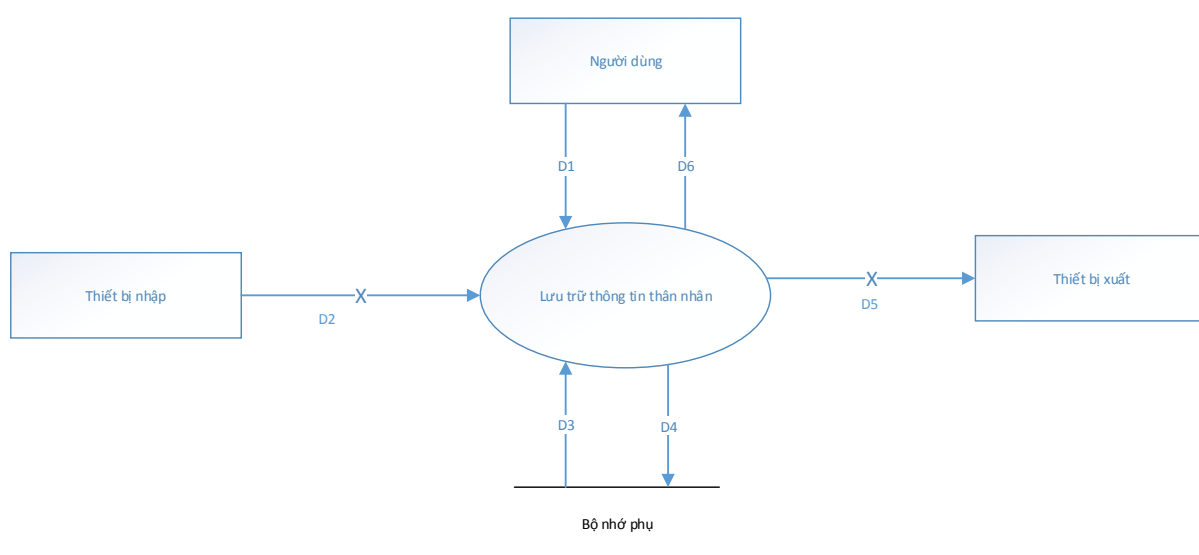 Người dùng
D1
D6
Thiết bị nhập
X
D2
Lưu trữ thông tin thân nhân
X
D5
Thiết bị xuất
D3
D4
Bộ nhớ phụ